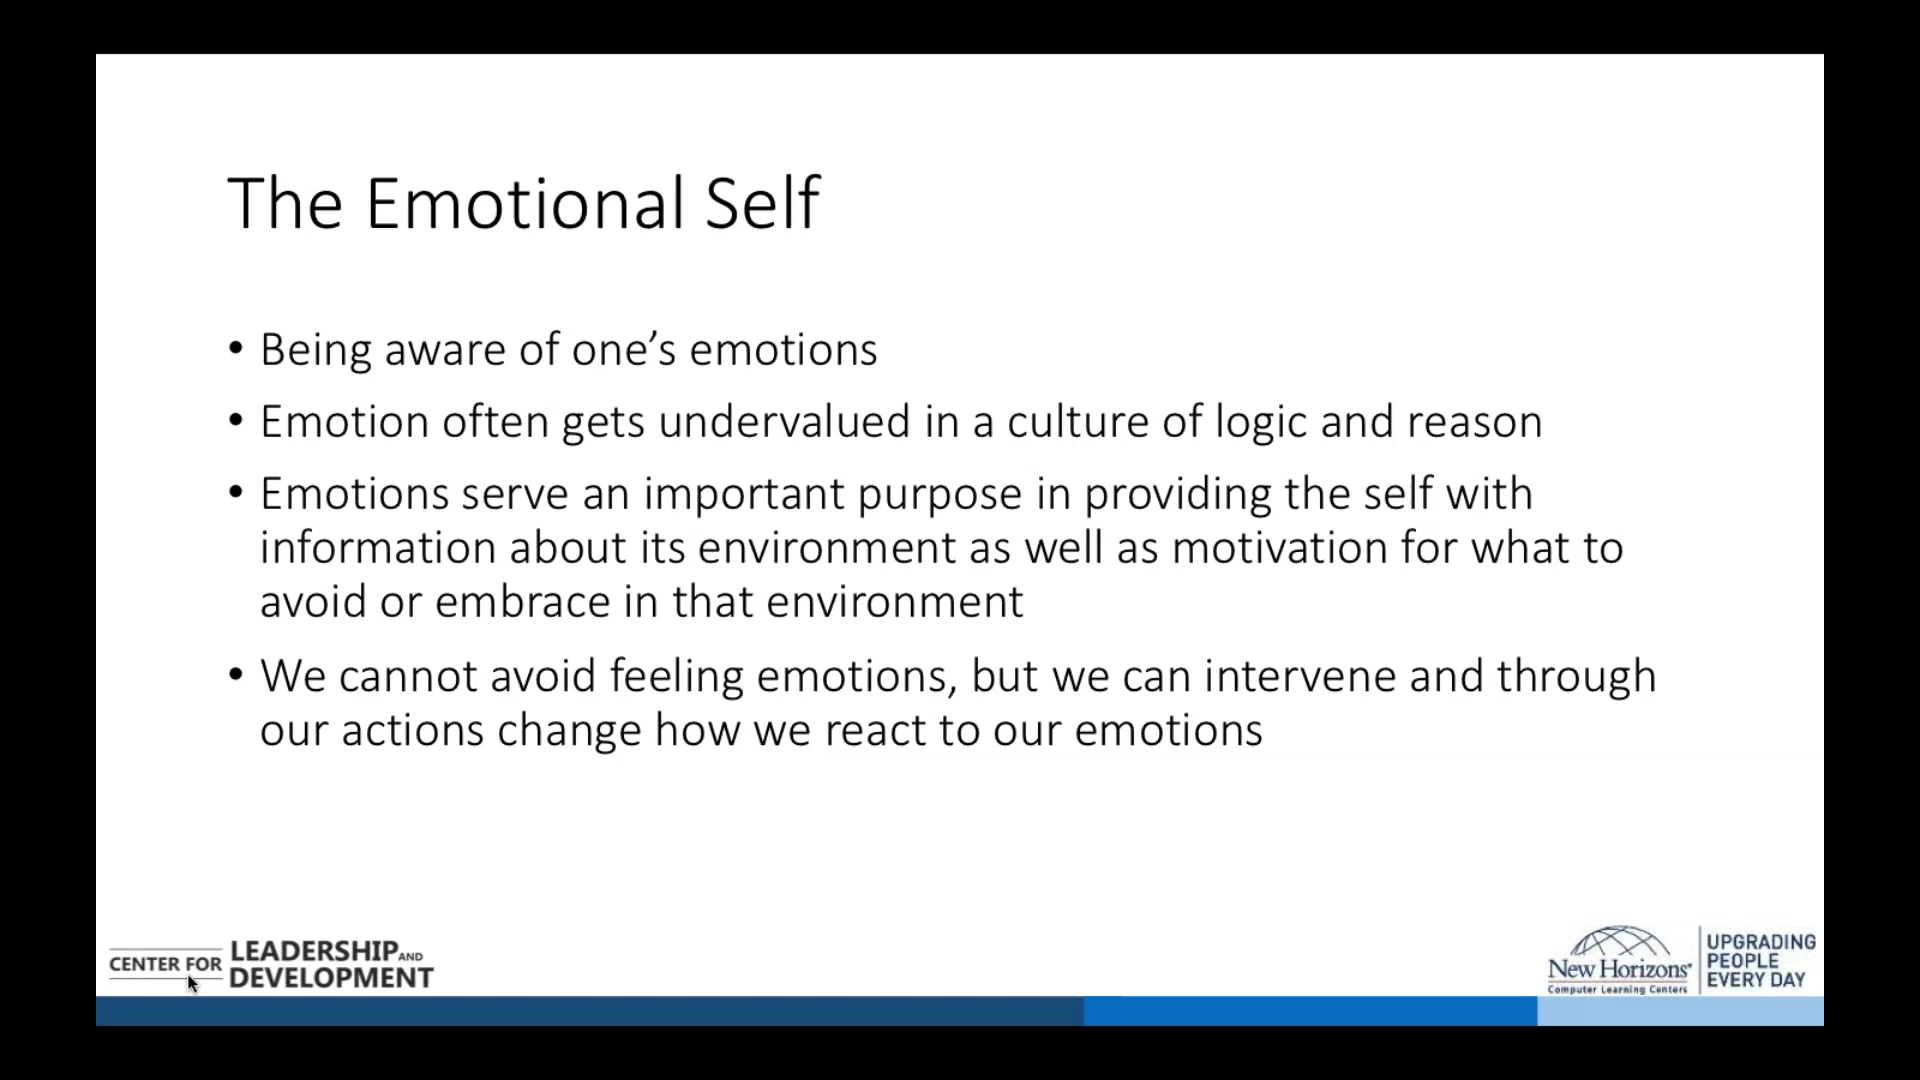 The Emotional Self
• Being aware of one’s emotions
• Emotion often gets undervalued in a culture of logic and reason
• Emotions serve an important purpose in providing the self with
information about its environment as well as motivation for what to
avoid or embrace in that environment
• We cannot avoid feeling emotions, but we can intervene and through
our actions change how we react to our emotions
CENTER FOR
LEADERSHIP AND
DEVELOPMENT
New Horizons®
Computer Learning Centers
UPGRADING
PEOPLE
EVERY DAY